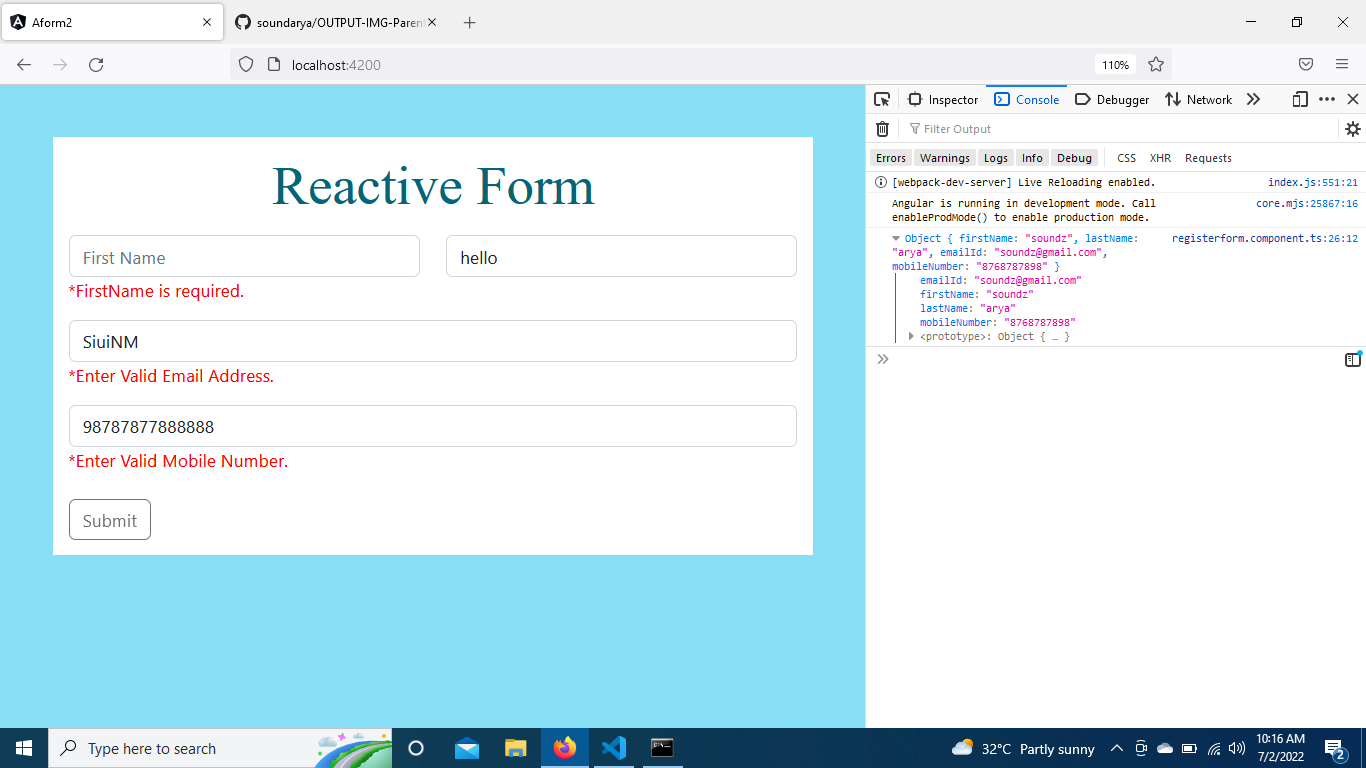 Aform2
soundarya/OUTPUT-IMG-Paren
localhost:4200
110%
Reactive Form
First Name
hello
*FirstName is required.
SiuiNM
*Enter Valid Email Address.
98787877888888
*Enter Valid Mobile Number.
Submit
Inspector Console Debugger Network
Filter Output
Errors Warnings Logs Info Debug CSS XHR Requests
[webpack-dev-server] Live Reloading enabled. index.js:551:21
Angular is running in development mode. Call core.mjs:25867:16
enableProdMode() to enable production mode.
Object { firstName: "soundz", lastName: registerform.component.ts:26:12
"arya", emailId: "soundz@gmail.com",
mobileNumber: "8768787898" }
emailId: "soundz@gmail.com"
firstName: "soundz"
lastName: "arya"
mobileNumber: "8768787898"
<prototype>: Object { … }
Type here to search
32°C Partly sunny
10:16 AM
7/2/2022
2